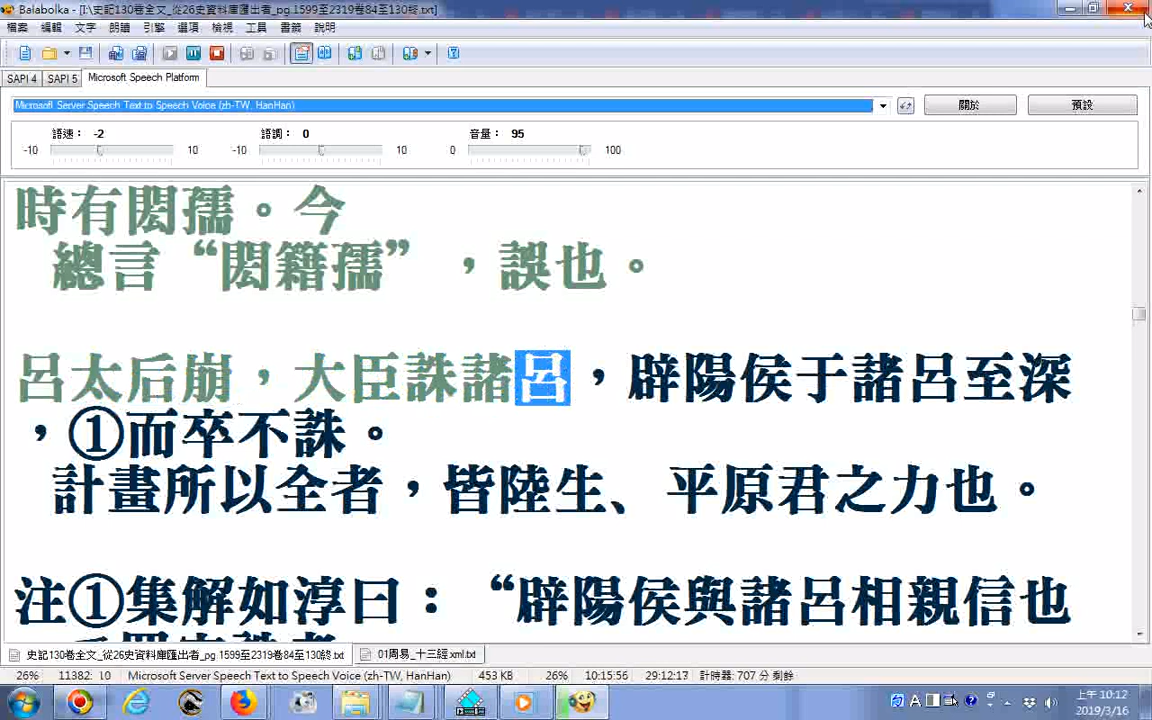 Balabolka - [I:\史記130卷全文_從26史資料庫匯出者_pg.1599至2319卷84至130終.txt]
檔案 編輯 文字 朗讀 引擎 選項 檢視 工具 書籤 說明
SAPI 4 SAPI 5 Microsoft Speech Platform
Microsoft Server Speech Text to Speech Voice (zh-TW, HanHan) 關於 預設
語速： -2 語調： 0 音量： 95
-10 10 -10 10 0 100
時有閎孺。今
總言“閎籍孺”，誤也。
呂太后崩，大臣誅諸呂，辟陽侯于諸呂至深
，①而卒不誅。
計畫所以全者，皆陸生、平原君之力也。
注①集解如淳曰：“辟陽侯與諸呂相親信也
史記130卷全文_從26史資料庫匯出者_pg.1599至2319卷84至130終.txt 01周易_十三經.xml.txt
26% 11382: 10 Microsoft Server Speech Text to Speech Voice (zh-TW, HanHan) 453 KB 26% 10:15:56 29:12:17 計時器: 707 分 剩餘
上午 10:12
2019/3/16